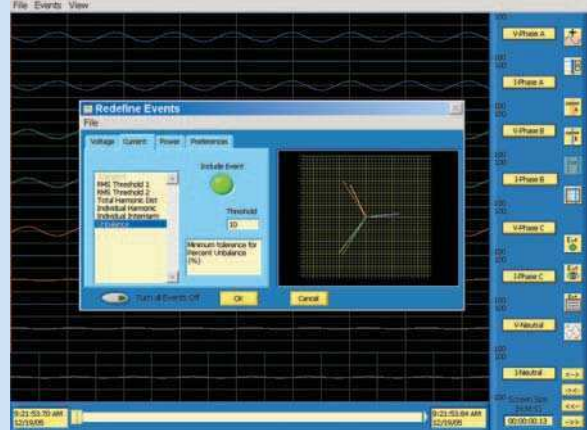 File Events View
V-Phase A
I-Phase A
V-Phase B
I-Phase B
V-Phase C
I-Phase C
V-Neutral
I-Neutral
Redefine Events
File
Voltage Current Power Preferences
RMS Threshold 1
RMS Threshold 2
Total Harmonic Dist
Individual Harmonic
Individual Interharm
Unbalance
Include Event
Threshold
10
Minimum tolerance for
Percent Unbalance
(%)
Turn all Events Off
OK
Cancel
Screen Size
00:00:00.13
9:21:53.70 AM
12/19/05
9:21:53.84 AM
12/19/05